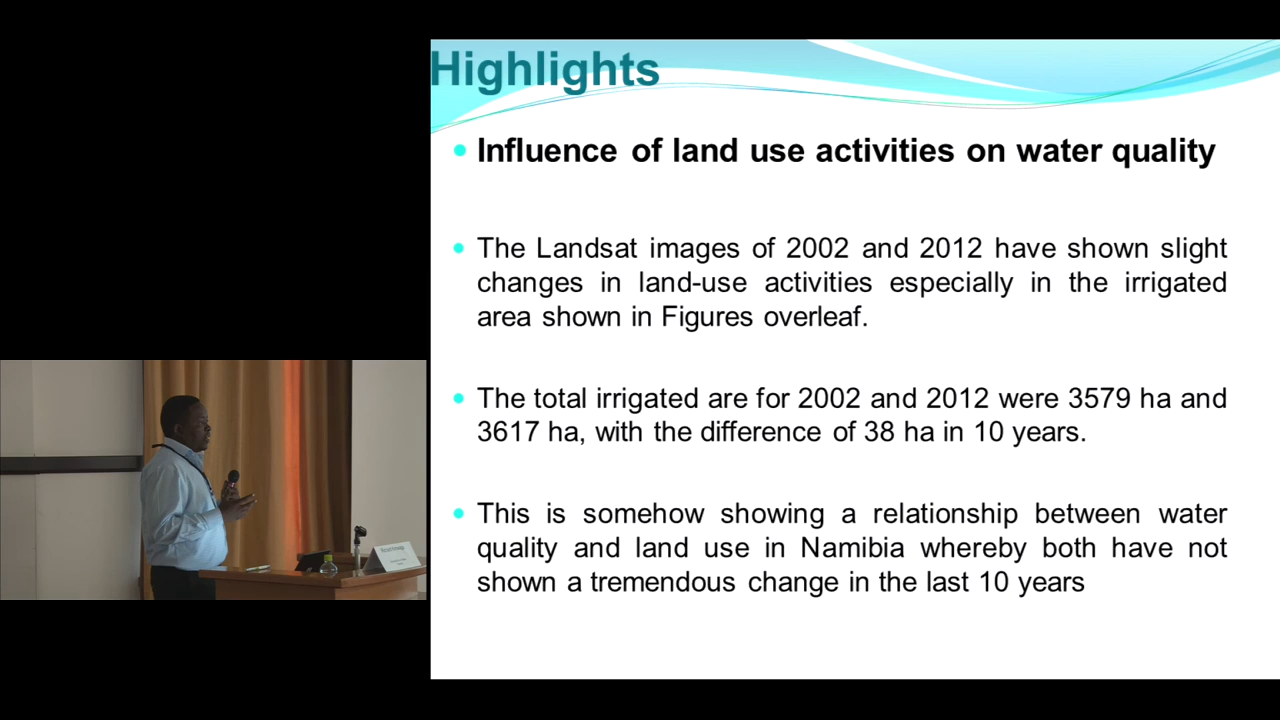 Highlights
Influence of land use activities on water quality
The Landsat images of 2002 and 2012 have shown slight
changes in land-use activities especially in the irrigated
area shown in Figures overleaf.
The total irrigated are for 2002 and 2012 were 3579 ha and
3617 ha, with the difference of 38 ha in 10 years.
This is somehow showing a relationship between water
quality and land use in Namibia whereby both have not
shown a tremendous change in the last 10 years